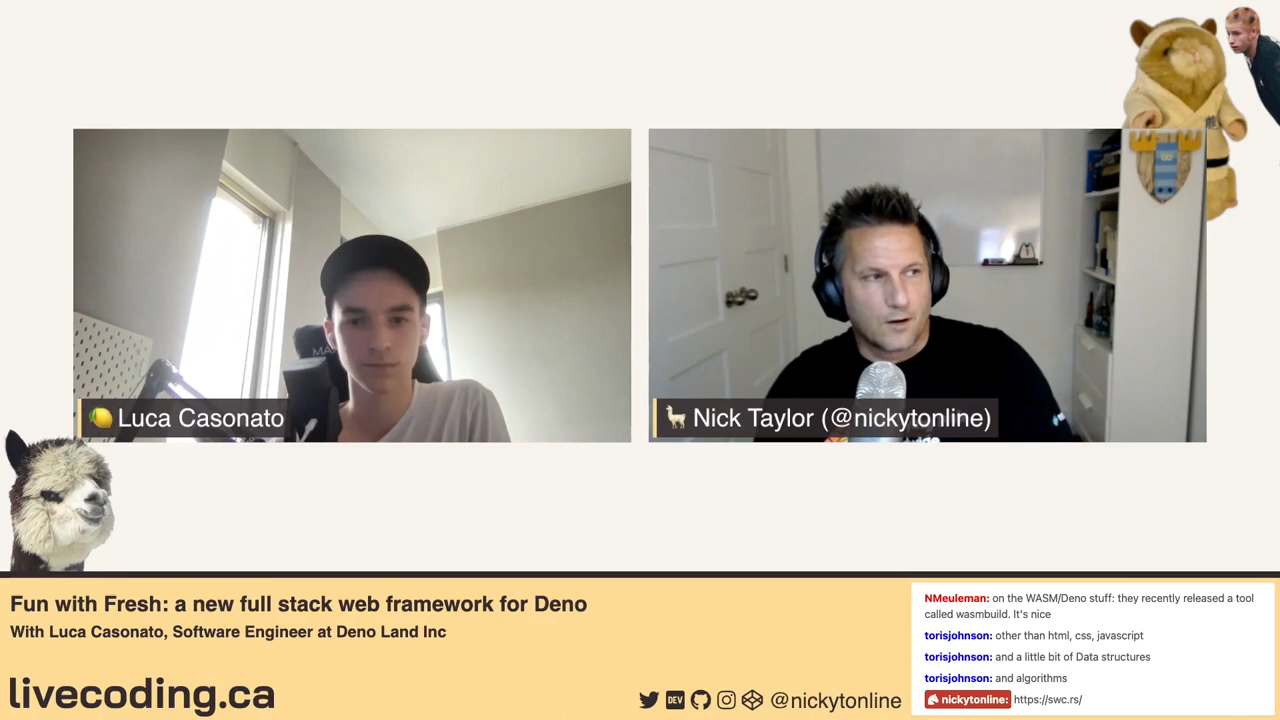 MA
Luca Casonato
Nick Taylor (@nickytonline)
Fun with Fresh: a new full stack web framework for Deno
With Luca Casonato, Software Engineer at Deno Land Inc
livecoding.ca
DEV
@nickytonline
NMeuleman: on the WASM/Deno stuff: they recently released a tool
called wasmbuild. It's nice
torisjohnson: other than html, css, javascript
torisjohnson: and a little bit of Data structures
torisjohnson: and algorithms
nickytonline: https://swc.rs/